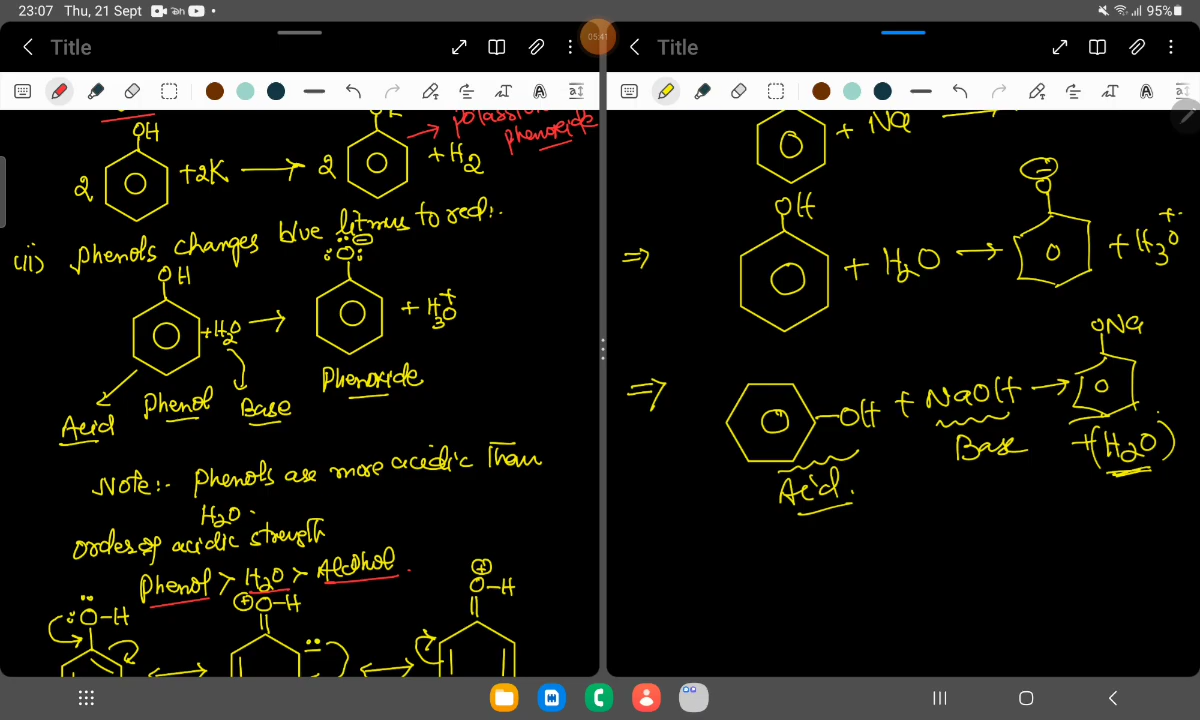 23:07 Thu, 21 Sept
95%
Title
05:41
Title
potassium
phenoxide
OH
2 +2K → 2 +H2
(ii) phenols changes blue litmus to red:.
OH
+H2O → :O: + H3O+
Acid Phenol Base Phenoxide
Note:- Phenols are more acidic Than
H2O.
order of acidic strength
Phenol > H2O > Alcohol.
:O-H
O-H
O-H
+ Na →
OH
⇒ + H2O → O + H3O+
ONa
⇒ -OH + NaOH →
Acid. Base +(H2O)